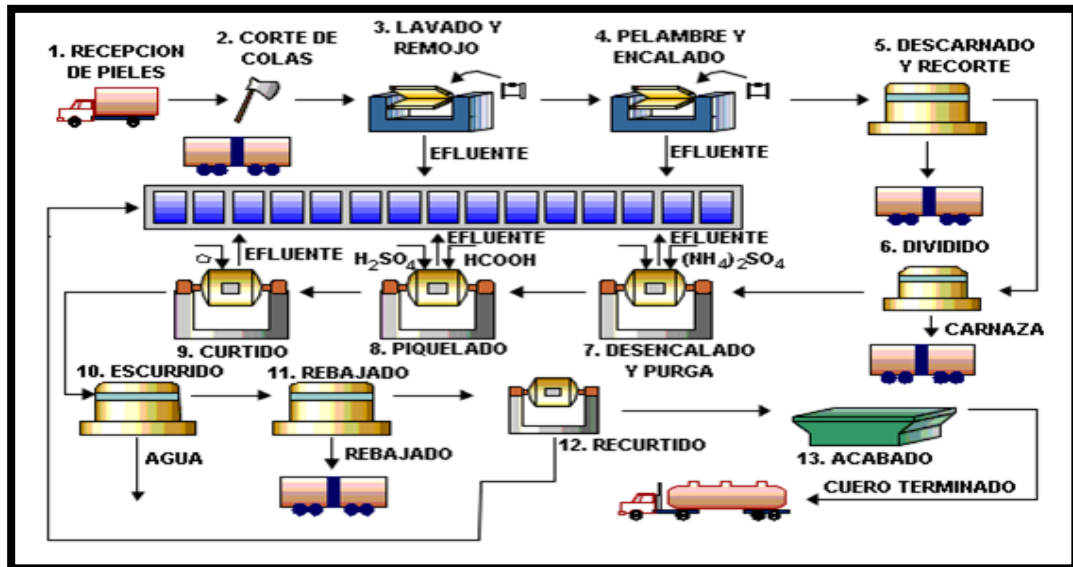 1. RECEPCION
DE PIELES
2. CORTE DE
COLAS
3. LAVADO Y
REMOJO
4. PELAMBRE Y
ENCALADO
5. DESCARNADO
Y RECORTE
EFLUENTE
EFLUENTE
6. DIVIDIDO
CARNAZA
EFLUENTE
(NH4)2SO4
7. DESENCALADO
Y PURGA
EFLUENTE
H2SO4
HCOOH
8. PIQUELADO
EFLUENTE
9. CURTIDO
10. ESCURRIDO
AGUA
11. REBAJADO
REBAJADO
12. RECURTIDO
13. ACABADO
CUERO TERMINADO